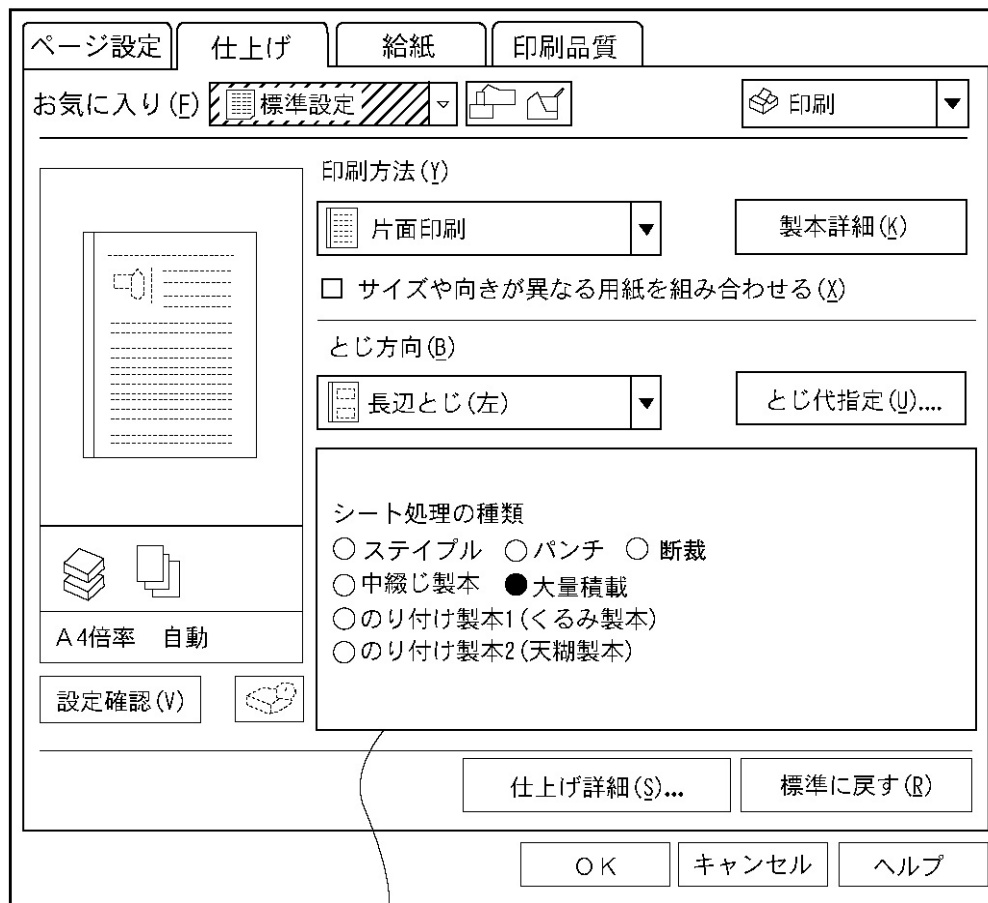 ページ設定 仕上げ 給紙 印刷品質
お気に入り(F) 標準設定 印刷
印刷方法(Y)
片面印刷 製本詳細(K)
サイズや向きが異なる用紙を組み合わせる(X)
とじ方向(B)
長辺とじ(左) とじ代指定(U)....
シート処理の種類
ステイプル パンチ 断裁
中綴じ製本 大量積載
のり付け製本1(くるみ製本)
のり付け製本2(天糊製本)
A4倍率 自動
設定確認(V)
仕上げ詳細(S)... 標準に戻す(R)
OK キャンセル ヘルプ